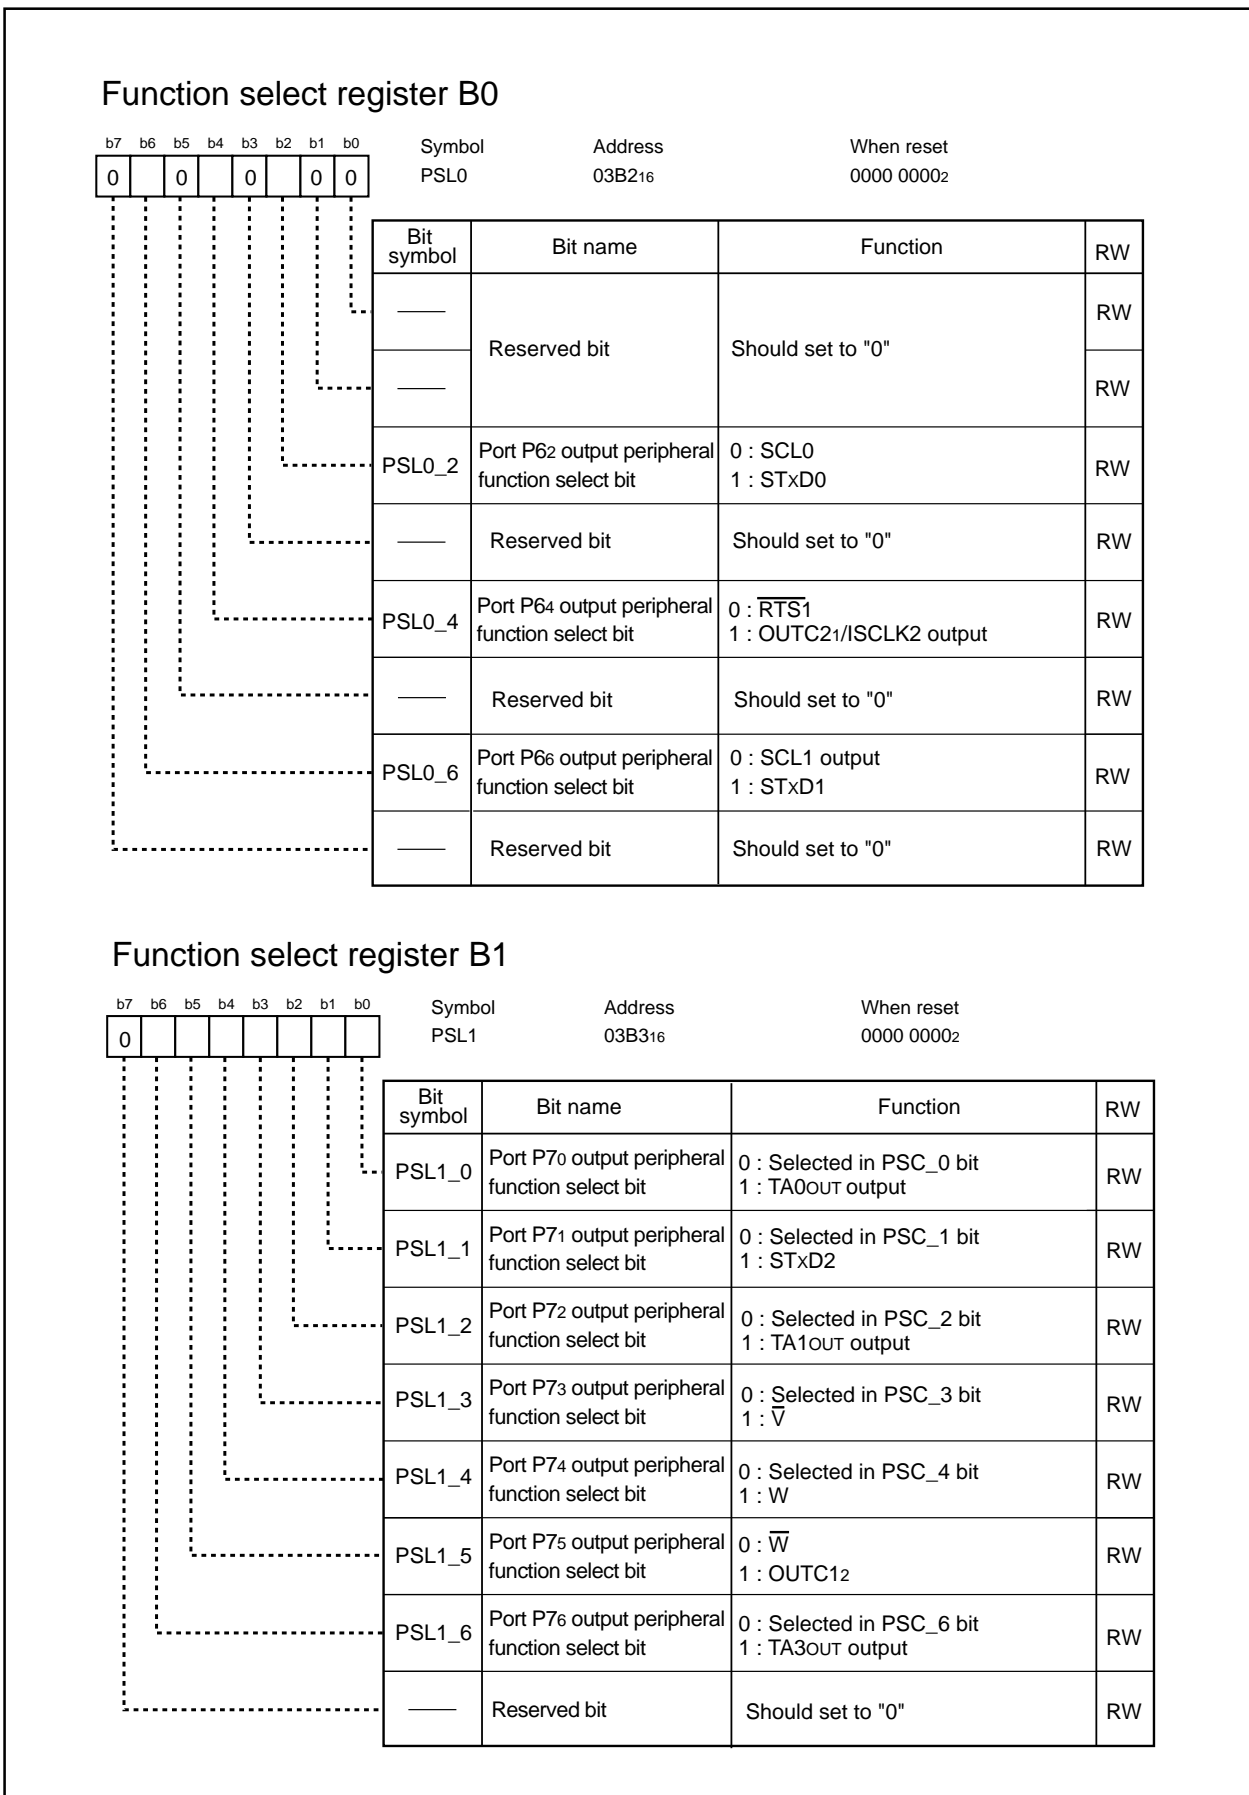 Function select register B0
b7 b6 b5 b4 b3 b2 b1 b0
Symbol Address When reset
0 0 0 0 0
PSL0 03B216 0000 00002
Bit symbol Bit name Function RW
RW
Reserved bit Should set to "0"
RW
PSL0_2 Port P62 output peripheral function select bit 0 : SCL0
1 : STxD0 RW
Reserved bit Should set to "0" RW
PSL0_4 Port P64 output peripheral function select bit 0 : R̅T̅S̅1
1 : OUTC21/ISCLK2 output RW
Reserved bit Should set to "0" RW
PSL0_6 Port P66 output peripheral function select bit 0 : SCL1 output
1 : STxD1 RW
Reserved bit Should set to "0" RW
Function select register B1
b7 b6 b5 b4 b3 b2 b1 b0
Symbol Address When reset
0
PSL1 03B316 0000 00002
Bit symbol Bit name Function RW
PSL1_0 Port P70 output peripheral function select bit 0 : Selected in PSC_0 bit
1 : TA0OUT output RW
PSL1_1 Port P71 output peripheral function select bit 0 : Selected in PSC_1 bit
1 : STxD2 RW
PSL1_2 Port P72 output peripheral function select bit 0 : Selected in PSC_2 bit
1 : TA1OUT output RW
PSL1_3 Port P73 output peripheral function select bit 0 : Selected in PSC_3 bit
1 : V̅ RW
PSL1_4 Port P74 output peripheral function select bit 0 : Selected in PSC_4 bit
1 : W RW
PSL1_5 Port P75 output peripheral function select bit 0 : W̅
1 : OUTC12 RW
PSL1_6 Port P76 output peripheral function select bit 0 : Selected in PSC_6 bit
1 : TA3OUT output RW
Reserved bit Should set to "0" RW